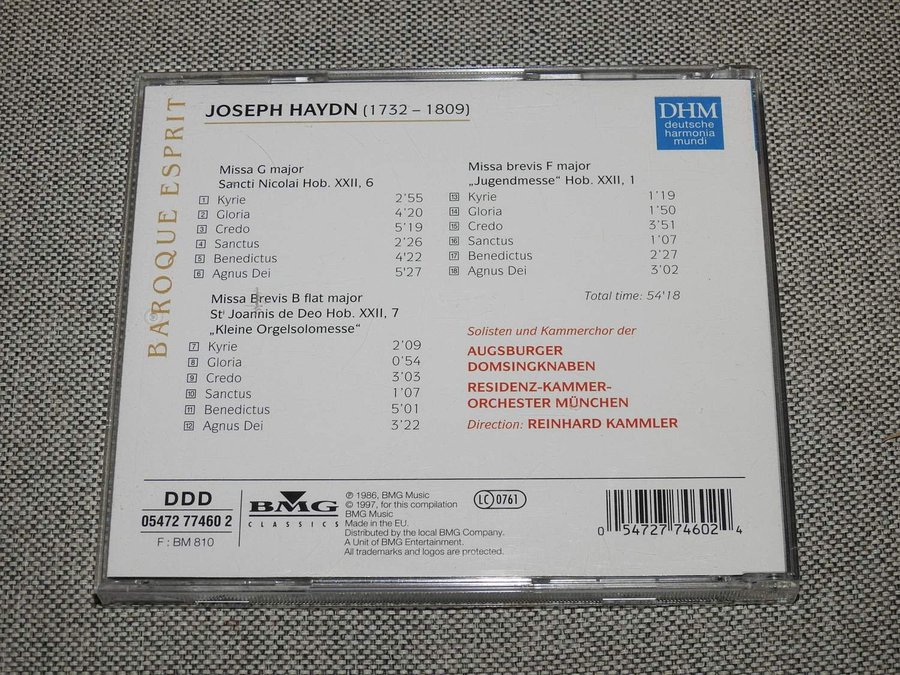 BAROQUE ESPRIT
JOSEPH HAYDN (1732 – 1809)
DHM
deutsche
harmonia
mundi
Missa G major
Sancti Nicolai Hob. XXII, 6
1 Kyrie 2'55
2 Gloria 4'20
3 Credo 5'19
4 Sanctus 2'26
5 Benedictus 4'22
6 Agnus Dei 5'27
Missa Brevis B flat major
St Joannis de Deo Hob. XXII, 7
„Kleine Orgelsolomesse“
7 Kyrie 2'09
8 Gloria 0'54
9 Credo 3'03
10 Sanctus 1'07
11 Benedictus 5'01
12 Agnus Dei 3'22
Missa brevis F major
„Jugendmesse“ Hob. XXII, 1
13 Kyrie 1'19
14 Gloria 1'50
15 Credo 3'51
16 Sanctus 1'07
17 Benedictus 2'27
18 Agnus Dei 3'02
Total time: 54'18
Solisten und Kammerchor der
AUGSBURGER
DOMSINGKNABEN
RESIDENZ-KAMMER-
ORCHESTER MÜNCHEN
Direction: REINHARD KAMMLER
DDD
05472 77460 2
F : BM 810
BMG
CLASSICS
℗ 1986, BMG Music
© 1997, for this compilation
BMG Music
Made in the EU.
Distributed by the local BMG Company.
A Unit of BMG Entertainment.
All trademarks and logos are protected.
LC 0761
0 54727 74602 4